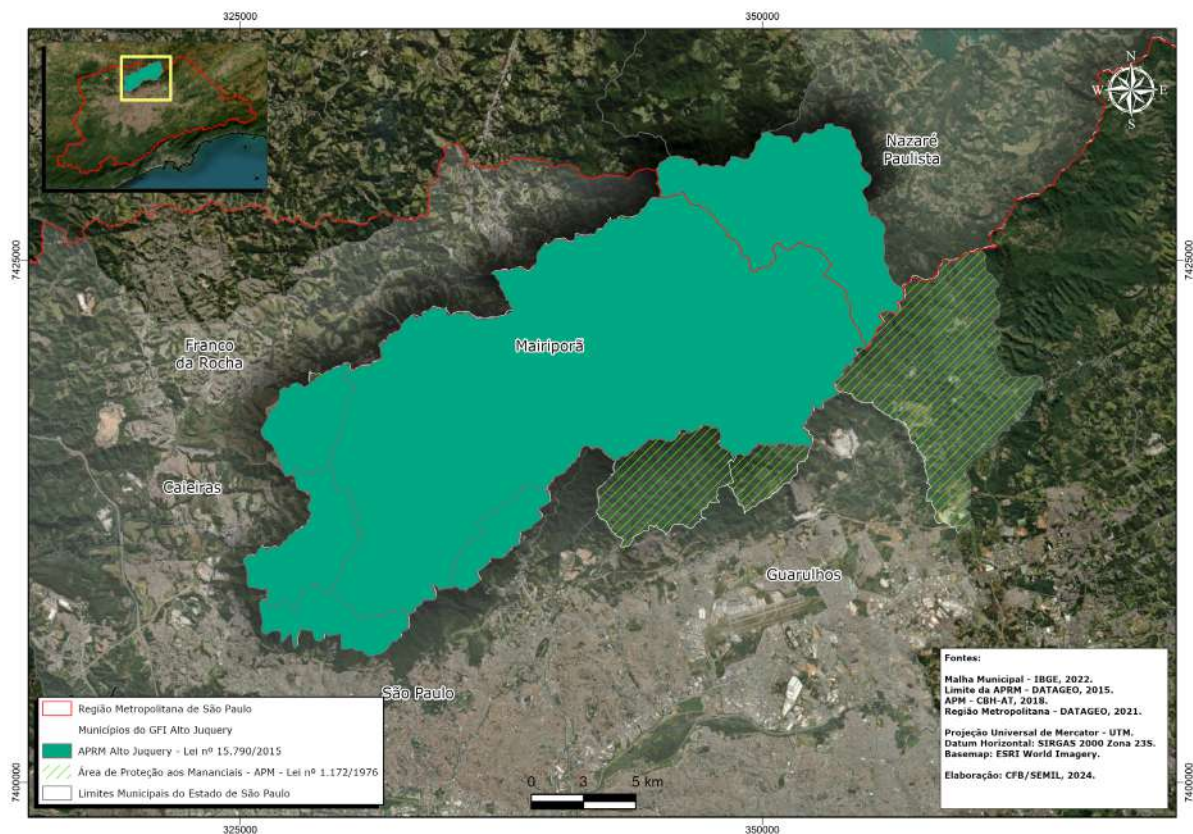 325000
350000
N
W
E
S
Nazaré
Paulista
7425000
7425000
Mairiporã
Franco
da Rocha
Caieiras
Guarulhos
São Paulo
Região Metropolitana de São Paulo
Municípios do GFI Alto Juquery
APRM Alto Juquery - Lei nº 15.790/2015
Área de Proteção aos Mananciais - APM - Lei nº 1.172/1976
Limites Municipais do Estado de São Paulo
0 3 5 km
Fontes:
Malha Municipal - IBGE, 2022.
Limite da APRM - DATAGEO, 2015.
APM - CBH-AT, 2018.
Região Metropolitana - DATAGEO, 2021.
Projeção Universal de Mercator - UTM.
Datum Horizontal: SIRGAS 2000 Zona 23S.
Basemap: ESRI World Imagery.
Elaboração: CFB/SEMIL, 2024.
7400000
7400000
325000
350000